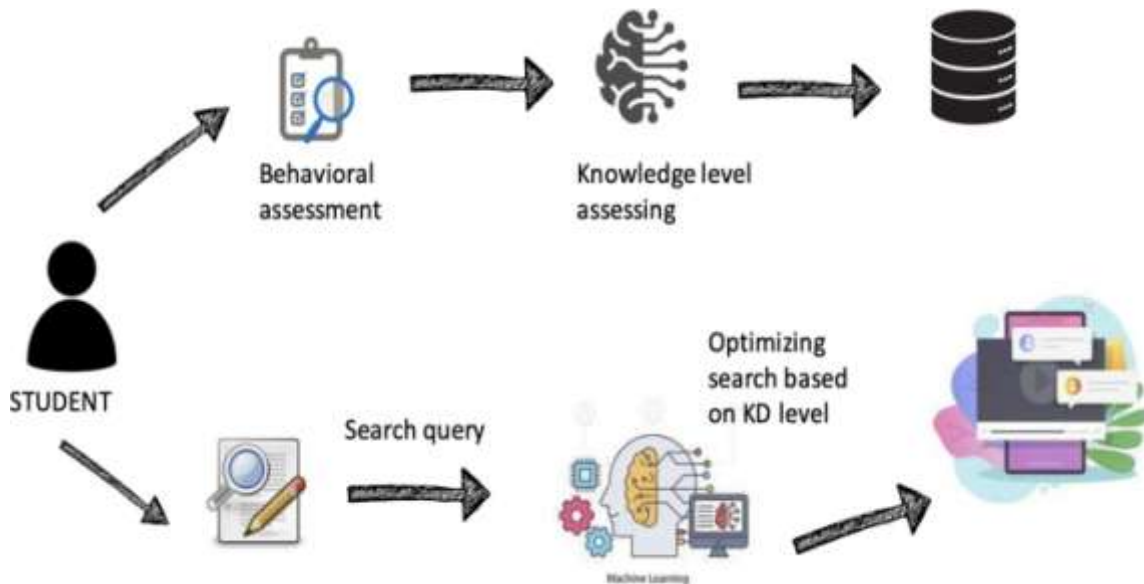 Behavioral
assessment
Knowledge level
assessing
STUDENT
Search query
Optimizing
search based
on KD level
Machine Learning